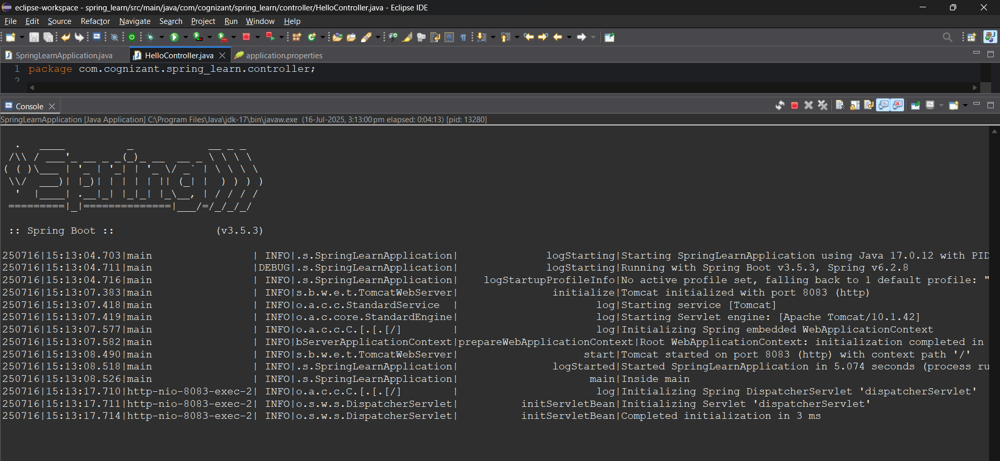 eclipse-workspace - spring_learn/src/main/java/com/cognizant/spring_learn/controller/HelloController.java - Eclipse IDE
File Edit Source Refactor Navigate Search Project Run Window Help
SpringLearnApplication.java HelloController.java application.properties
1 package com.cognizant.spring_learn.controller;
2
Console
SpringLearnApplication [Java Application] C:\Program Files\Java\jdk-17\bin\javaw.exe (16-Jul-2025, 3:13:00 pm elapsed: 0:04:13) [pid: 13280]
  .   ____          _            __ _ _
 /\\ / ___'_ __ _ _(_)_ __  __ _ \ \ \ \
( ( )\___ | '_ | '_| | '_ \/ _` | \ \ \ \
 \\/  ___)| |_)| | | | | || (_| |  ) ) ) )
  '  |____| .__|_| |_|_| |_\__, | / / / /
 =========|_|==============|___/=/_/_/_/
 :: Spring Boot ::                (v3.5.3)
250716|15:13:04.703|main                | INFO|.s.SpringLearnApplication|              logStarting|Starting SpringLearnApplication using Java 17.0.12 with PID
250716|15:13:04.711|main                |DEBUG|.s.SpringLearnApplication|              logStarting|Running with Spring Boot v3.5.3, Spring v6.2.8
250716|15:13:04.716|main                | INFO|.s.SpringLearnApplication|    logStartupProfileInfo|No active profile set, falling back to 1 default profile: "
250716|15:13:07.383|main                | INFO|s.b.w.e.t.TomcatWebServer|               initialize|Tomcat initialized with port 8083 (http)
250716|15:13:07.418|main                | INFO|o.a.c.c.StandardService  |                      log|Starting service [Tomcat]
250716|15:13:07.419|main                | INFO|o.a.c.core.StandardEngine|                      log|Starting Servlet engine: [Apache Tomcat/10.1.42]
250716|15:13:07.577|main                | INFO|o.a.c.c.C.[.[.[/]        |                      log|Initializing Spring embedded WebApplicationContext
250716|15:13:07.582|main                | INFO|bServerApplicationContext|prepareWebApplicationContext|Root WebApplicationContext: initialization completed in
250716|15:13:08.490|main                | INFO|s.b.w.e.t.TomcatWebServer|                    start|Tomcat started on port 8083 (http) with context path '/'
250716|15:13:08.518|main                | INFO|.s.SpringLearnApplication|               logStarted|Started SpringLearnApplication in 5.074 seconds (process ru
250716|15:13:08.526|main                | INFO|.s.SpringLearnApplication|                     main|Inside main
250716|15:13:17.710|http-nio-8083-exec-2| INFO|o.a.c.c.C.[.[.[/]        |                      log|Initializing Spring DispatcherServlet 'dispatcherServlet'
250716|15:13:17.711|http-nio-8083-exec-2| INFO|o.s.w.s.DispatcherServlet|          initServletBean|Initializing Servlet 'dispatcherServlet'
250716|15:13:17.714|http-nio-8083-exec-2| INFO|o.s.w.s.DispatcherServlet|          initServletBean|Completed initialization in 3 ms